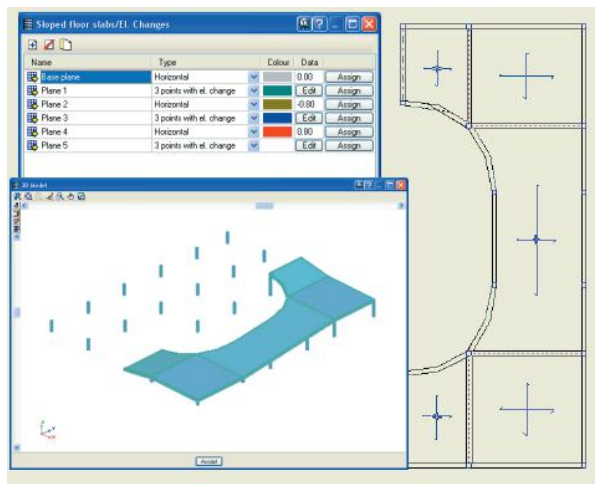 Sloped floor slabs/El. Changes
Name Type Colour Data
Base plane Horizontal 0.00 Assign
Plane 1 3 points with el. change Edit Assign
Plane 2 Horizontal -0.80 Assign
Plane 3 3 points with el. change Edit Assign
Plane 4 Horizontal 0.80 Assign
Plane 5 3 points with el. change Edit Assign
3D Model
Accept